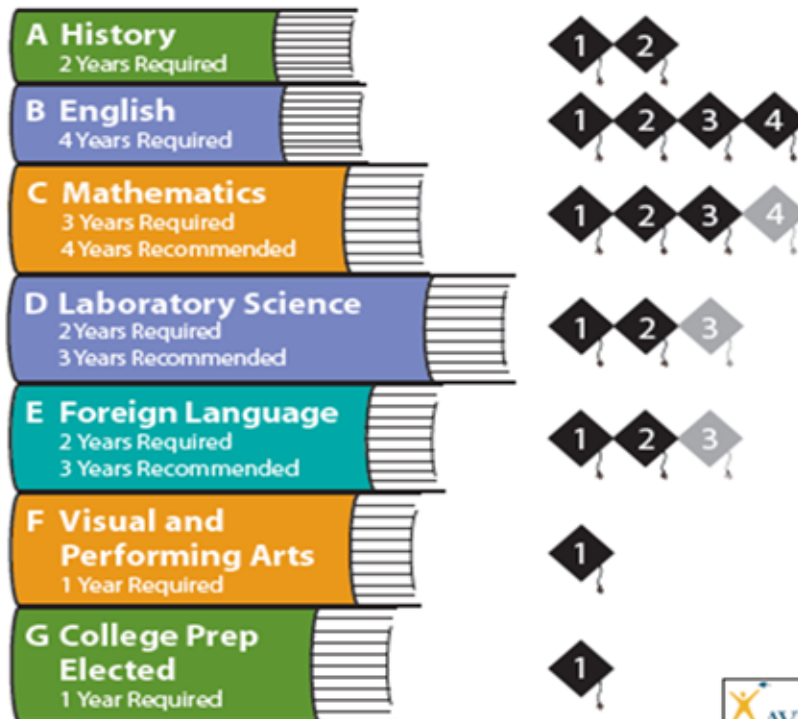 A History
2 Years Required
1 2
B English
4 Years Required
1 2 3 4
C Mathematics
3 Years Required
4 Years Recommended
1 2 3 4
D Laboratory Science
2 Years Required
3 Years Recommended
1 2 3
E Foreign Language
2 Years Required
3 Years Recommended
1 2 3
F Visual and
Performing Arts
1 Year Required
1
G College Prep
Elected
1 Year Required
1